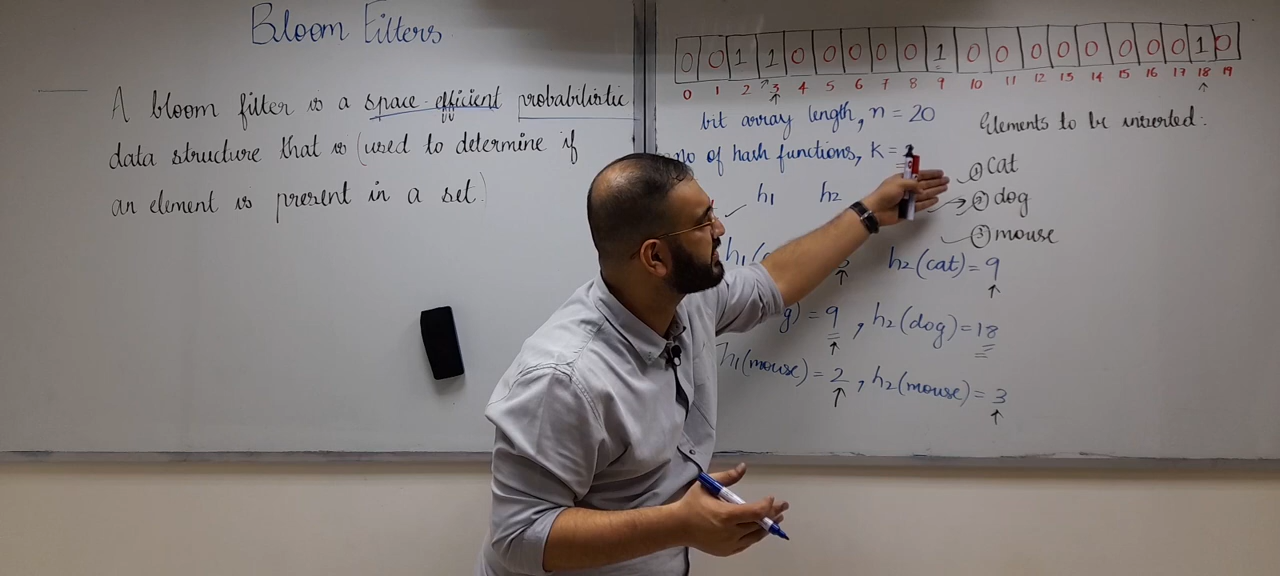 Bloom Filters
A bloom filter is a space efficient probabilistic
data structure that is (used to determine if
an element is present in a set)
0 0 1 1 0 0 0 0 0 1 0 0 0 0 0 0 0 0 1 0
0 1 2 3 4 5 6 7 8 9 10 11 12 13 14 15 16 17 18 19
bit array length, n = 20
no of hash functions, K =
h1 h2
h2(cat) = 9
= 9, h2(dog) = 18
h1(mouse) = 2, h2(mouse) = 3
Elements to be inserted:
① cat
② dog
③ mouse